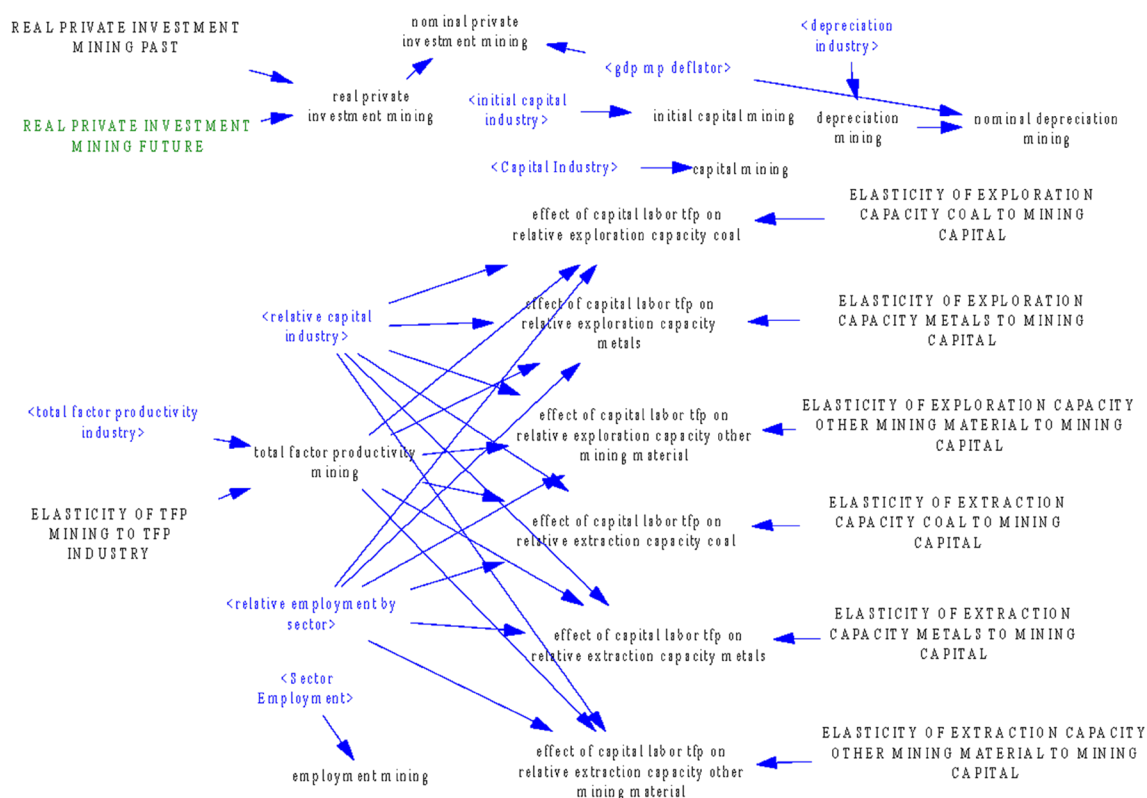 REAL PRIVATE INVESTMENT
MINING PAST
nominal private
investment mining
<depreciation
industry>
<gdp mp deflator>
REAL PRIVATE INVESTMENT
MINING FUTURE
real private
investment mining
<initial capital
industry>
initial capital mining
depreciation
mining
nominal depreciation
mining
<Capital Industry>
capital mining
effect of capital labor tfp on
relative exploration capacity coal
ELASTICITY OF EXPLORATION
CAPACITY COAL TO MINING
CAPITAL
<relative capital
industry>
effect of capital labor tfp on
relative exploration capacity
metals
ELASTICITY OF EXPLORATION
CAPACITY METALS TO MINING
CAPITAL
<total factor productivity
industry>
total factor productivity
mining
effect of capital labor tfp on
relative exploration capacity other
mining material
ELASTICITY OF EXPLORATION CAPACITY
OTHER MINING MATERIAL TO MINING
CAPITAL
ELASTICITY OF TFP
MINING TO TFP
INDUSTRY
effect of capital labor tfp on
relative extraction capacity coal
ELASTICITY OF EXTRACTION
CAPACITY COAL TO MINING
CAPITAL
<relative employment by
sector>
effect of capital labor tfp on
relative extraction capacity metals
ELASTICITY OF EXTRACTION
CAPACITY METALS TO MINING
CAPITAL
<Sector
Employment>
employment mining
effect of capital labor tfp on
relative extraction capacity other
mining material
ELASTICITY OF EXTRACTION CAPACITY
OTHER MINING MATERIAL TO MINING
CAPITAL